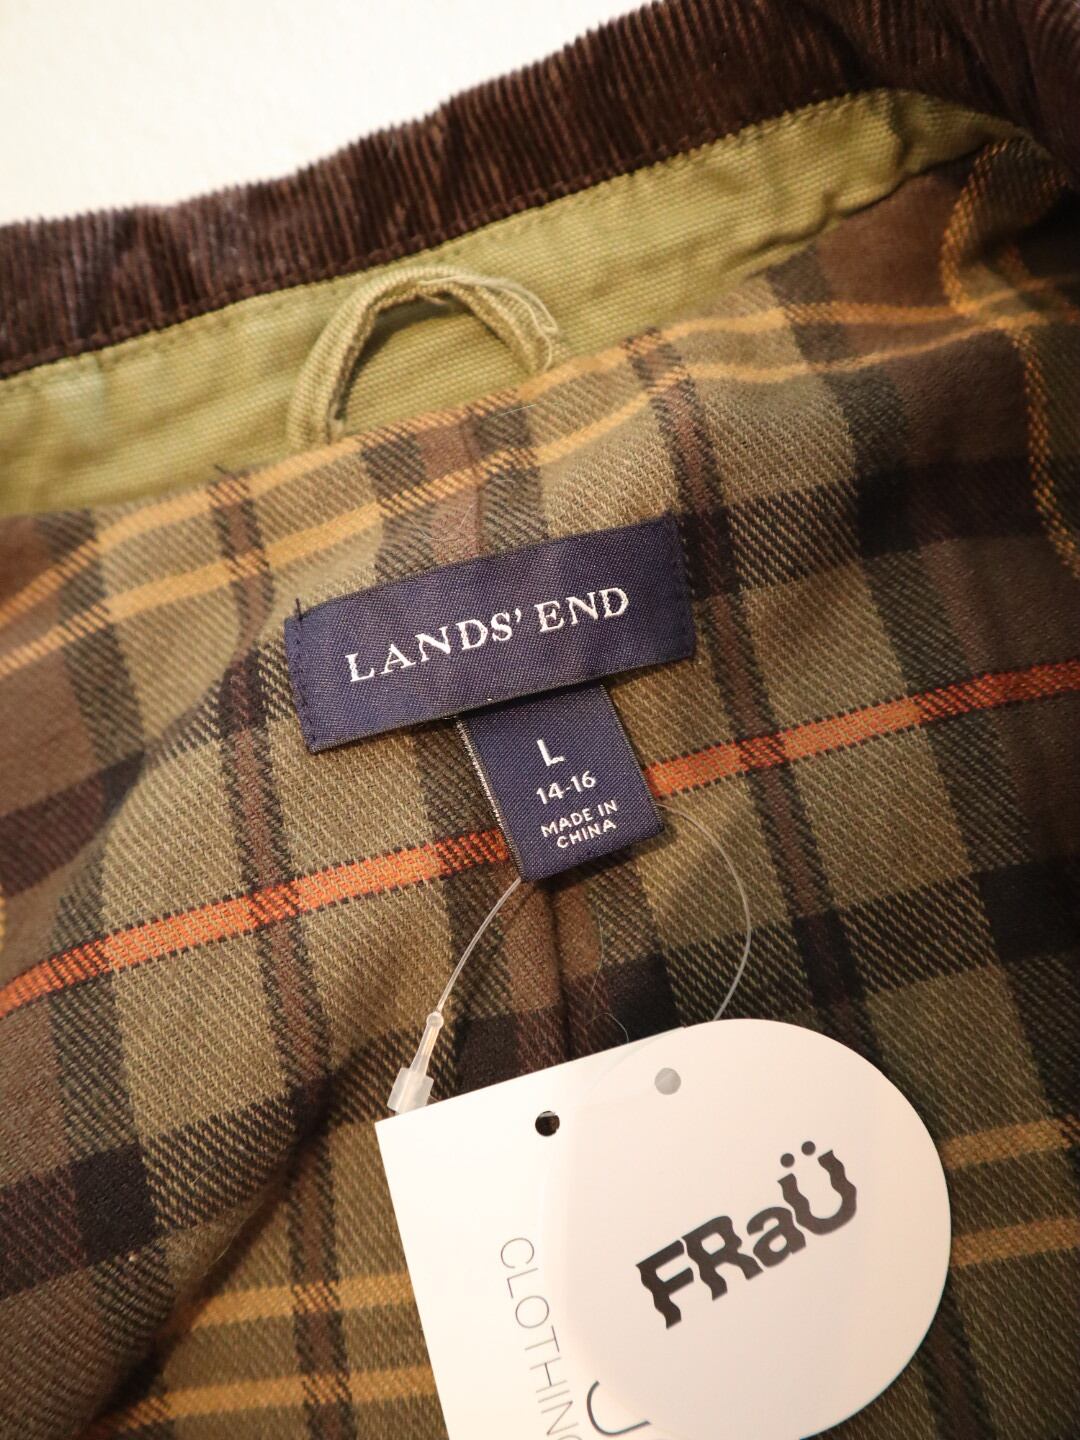 LANDS' END
L
14-16
MADE IN
CHINA
FRaÜ
CLOTHING